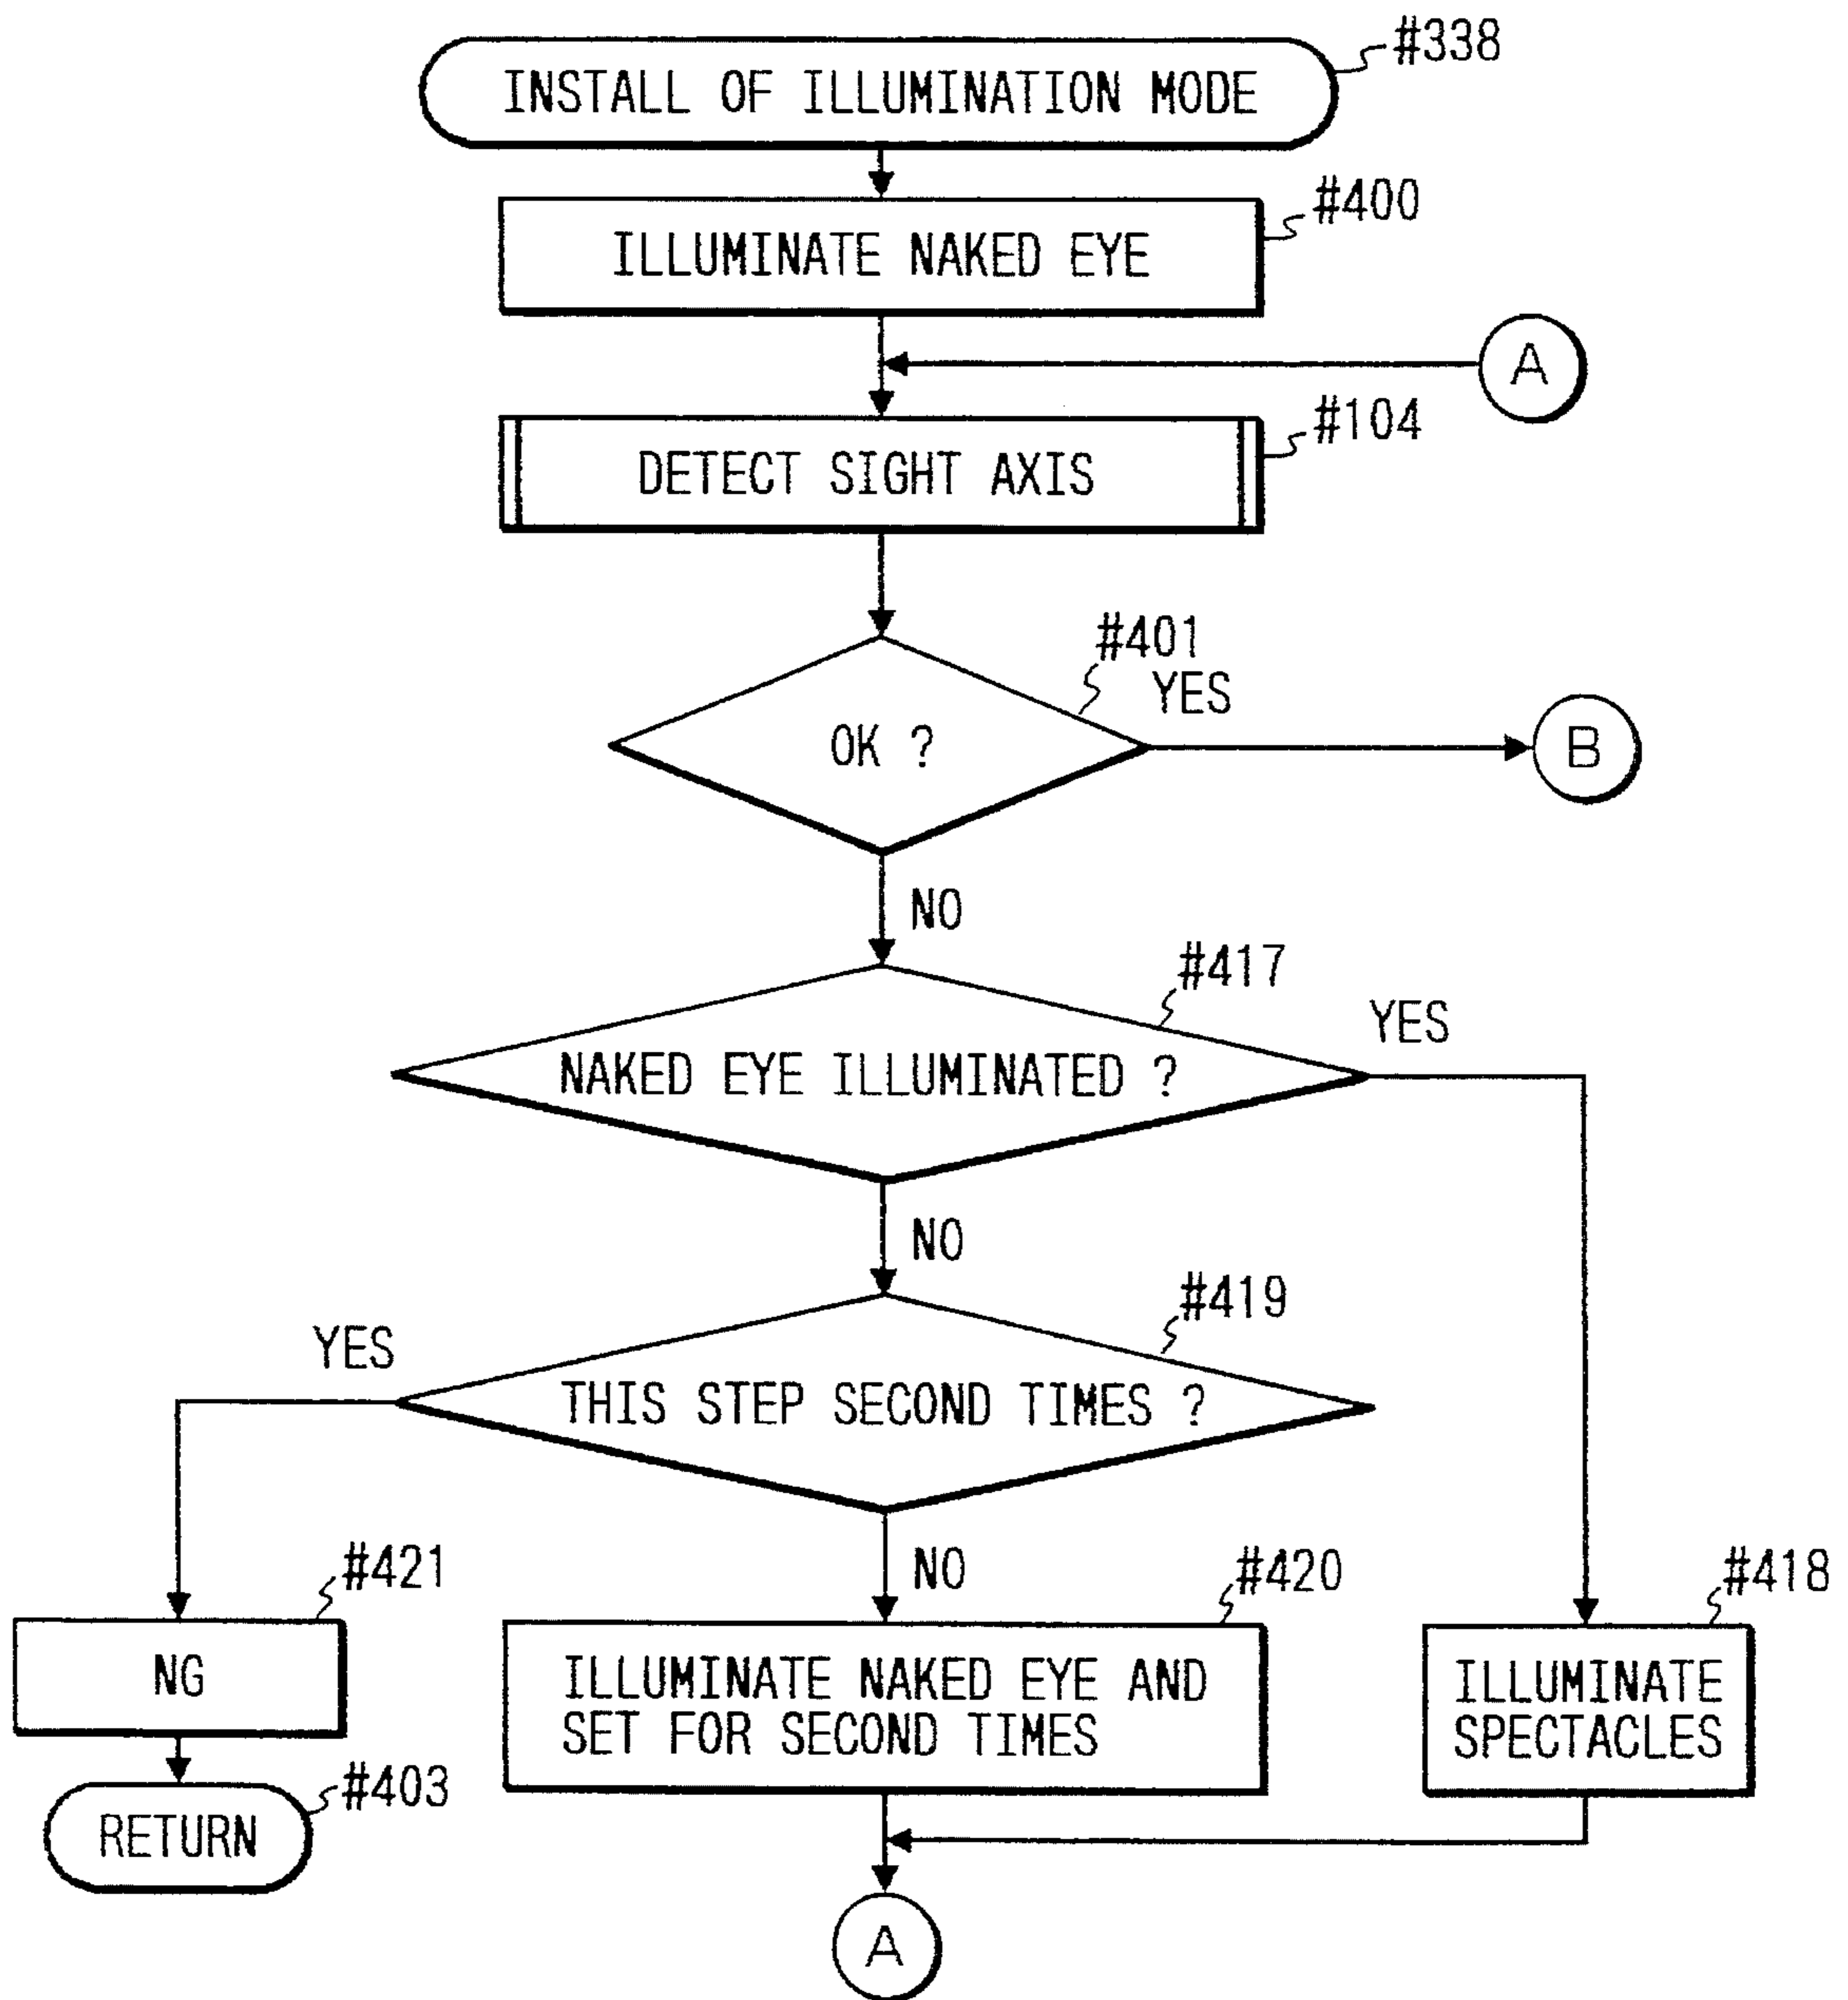 #338
INSTALL OF ILLUMINATION MODE
#400
ILLUMINATE NAKED EYE
A
#104
DETECT SIGHT AXIS
#401
YES
OK ?
B
NO
#417
YES
NAKED EYE ILLUMINATED ?
NO
#419
YES
THIS STEP SECOND TIMES ?
#421
NO
#420
#418
NG
ILLUMINATE NAKED EYE AND
SET FOR SECOND TIMES
ILLUMINATE
SPECTACLES
#403
RETURN
A